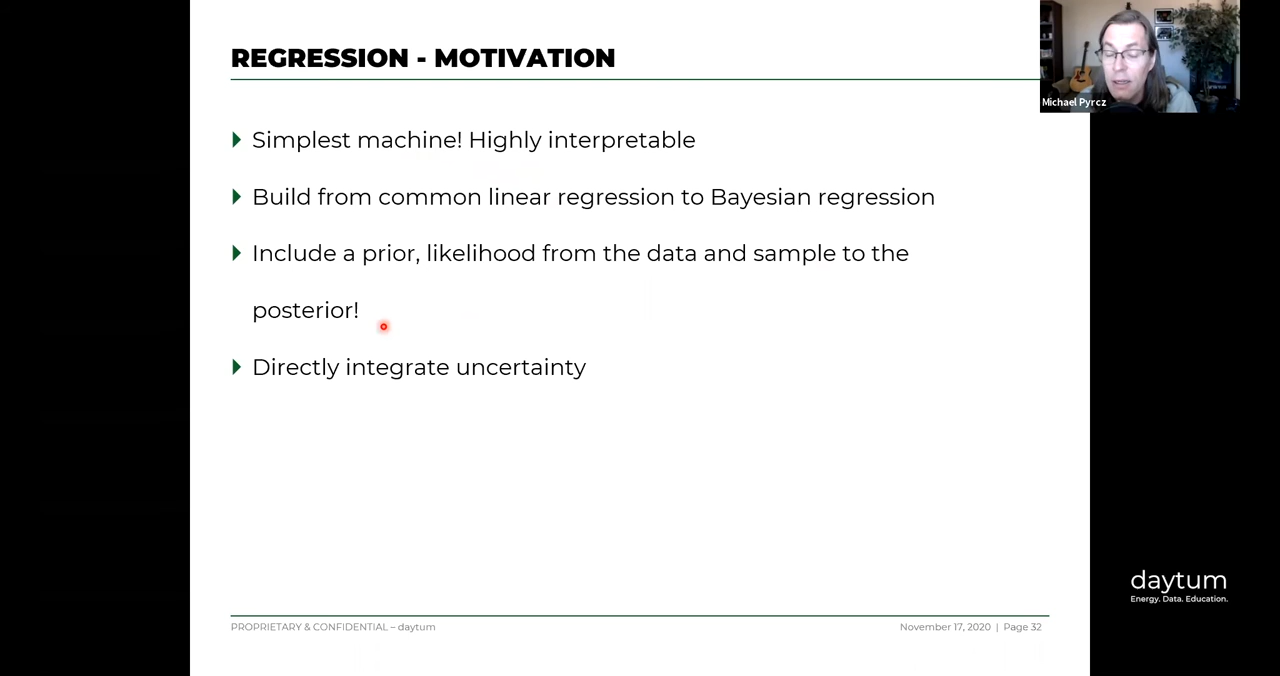 REGRESSION - MOTIVATION
Michael Pyrcz
Simplest machine! Highly interpretable
Build from common linear regression to Bayesian regression
Include a prior, likelihood from the data and sample to the
posterior!
Directly integrate uncertainty
daytum
Energy. Data. Education.
PROPRIETARY & CONFIDENTIAL – daytum
November 17, 2020 | Page 32